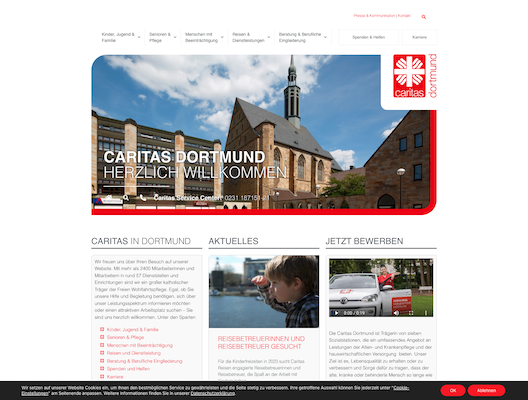 Presse & Kommunikation | Kontakt
Kinder, Jugend &
Familie
Senioren &
Pflege
Menschen mit
Beeinträchtigung
Reisen &
Dienstleistungen
Beratung & Berufliche
Eingliederung
Spenden & Helfen
Karriere
caritas
dortmund
CARITAS DORTMUND
HERZLICH WILLKOMMEN
Caritas Service Center: 0231 187151-21
CARITAS IN DORTMUND
Wir freuen uns über Ihren Besuch auf unserer
Website. Mit mehr als 2400 Mitarbeiterinnen und
Mitarbeitern in rund 57 Dienststellen und
Einrichtungen sind wir ein großer katholischer
Träger der Freien Wohlfahrtspflege. Egal, ob Sie
unsere Hilfe und Begleitung benötigen, sich über
unser Leistungsspektrum informieren möchten
oder einen attraktiven Arbeitsplatz suchen – Sie
sind uns herzlich willkommen. Unter den Sparten
Kinder, Jugend & Familie
Senioren & Pflege
Menschen mit Beeinträchtigung
Reisen und Dienstleistung
Beratung & Berufliche Eingliederung
Spenden und Helfen
Karriere
AKTUELLES
REISEBETREUERINNEN UND
REISEBETREUER GESUCHT
Für die Kinderfreizeiten in 2023 sucht Caritas
Reisen engagierte Reisebetreuerinnen und
Reisebetreuer, die Spaß an der Arbeit mit
JETZT BEWERBEN
0:00 / 0:19
Die Caritas Dortmund ist Trägerin von sieben
Sozialstationen, die ein umfassendes Angebot an
Leistungen der Alten- und Krankenpflege und der
hauswirtschaftlichen Versorgung bieten. Unser
Ziel ist es, Lebensqualität zu erhalten oder zu
verbessern und Sorge dafür zu tragen, dass der
alte, kranke oder behinderte Mensch so lange wie
Wir setzen auf unserer Website Cookies ein, um Ihnen den bestmöglichen Service zu gewährleisten und die Seite stetig zu verbessern. Ihre getroffene Auswahl können Sie jederzeit unter "Cookie-
Einstellungen" am Seitenende anpassen. Weitere Informationen finden Sie in unserer Datenschutzerklärung.
OK
Ablehnen